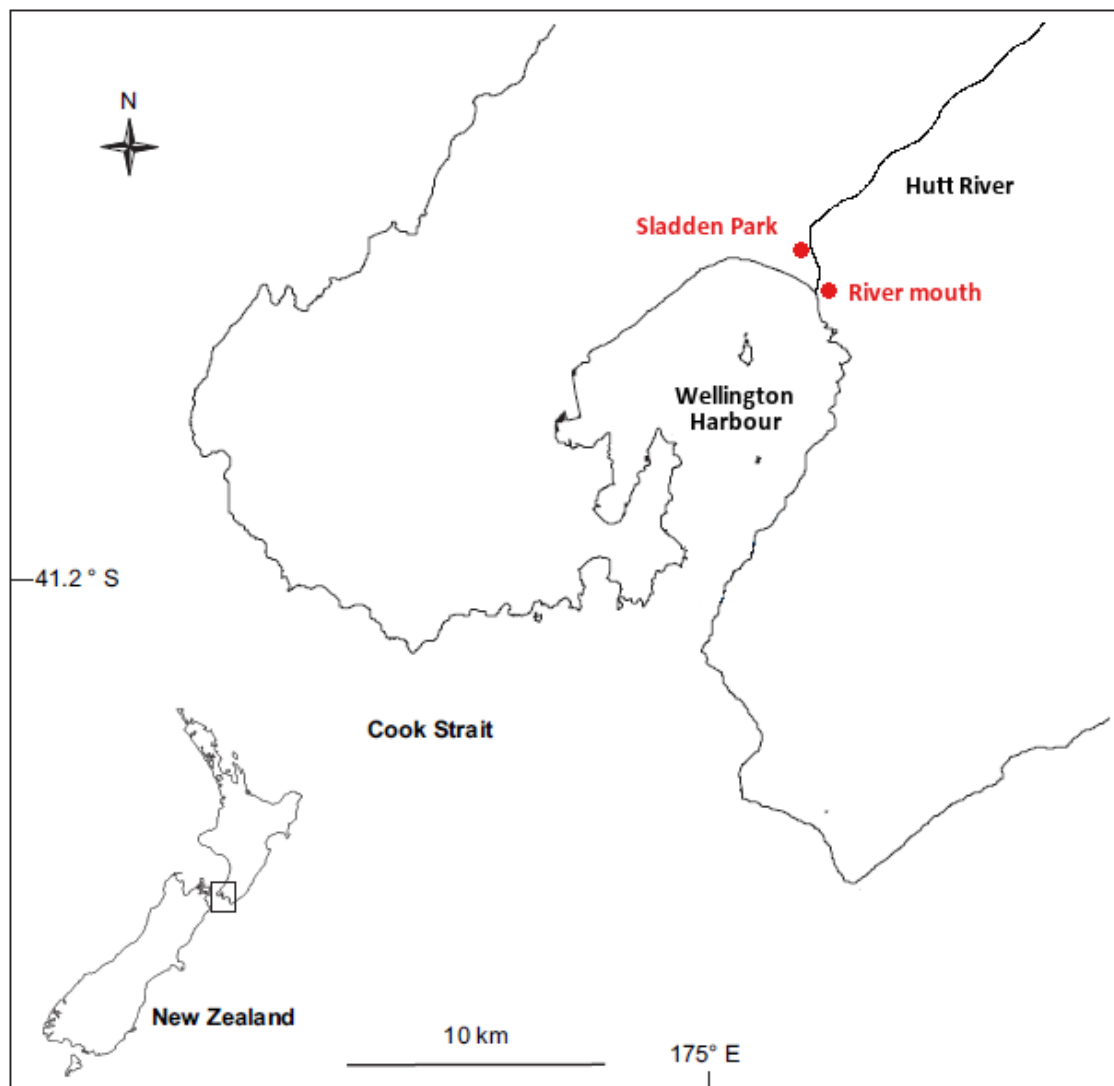 N
Hutt River
Sladden Park
River mouth
Wellington
Harbour
41.2 ° S
Cook Strait
New Zealand
10 km
175° E